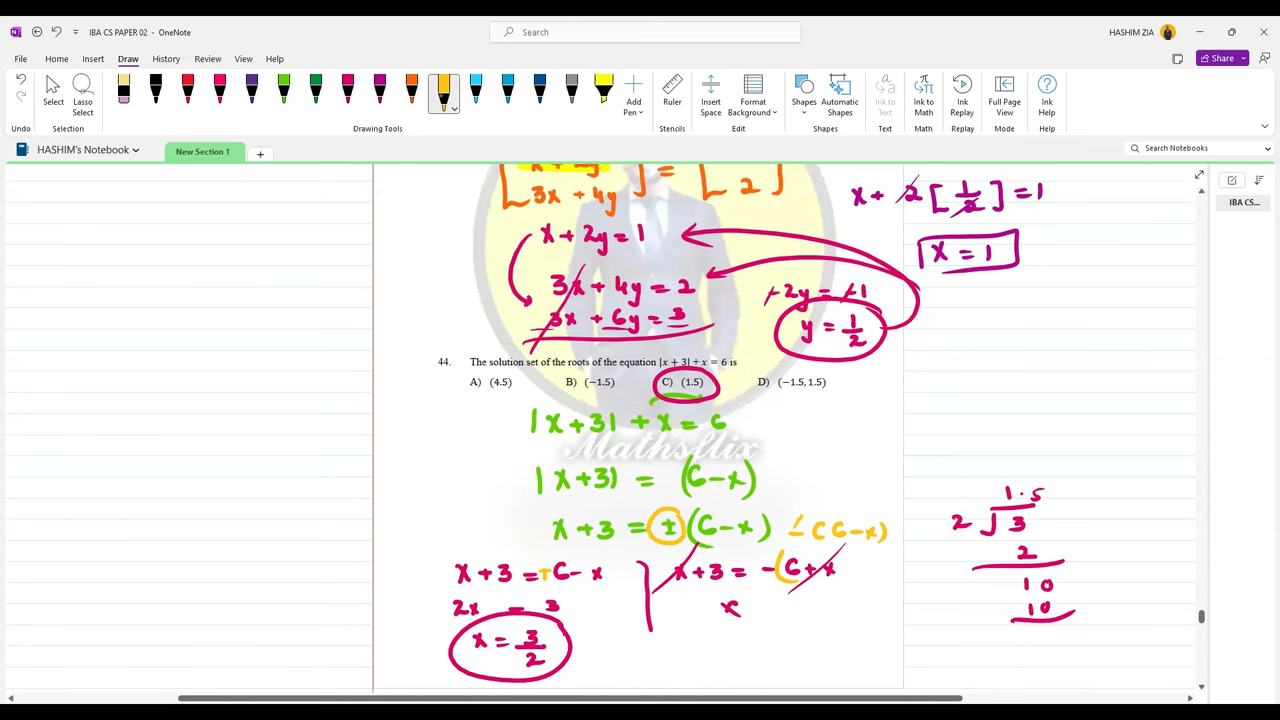 IBA CS PAPER 02 - OneNote
Search
HASHIM ZIA
File Home Insert Draw History Review View Help
Share
Select
Lasso Select
Add Pen
Ruler
Insert Space
Format Background
Shapes
Automatic Shapes
Ink to Text
Ink to Math
Ink Replay
Full Page View
Ink Help
Undo
Selection
Drawing Tools
Stencils
Edit
Shapes
Text
Math
Replay
Mode
Help
HASHIM's Notebook
New Section 1
+
Search Notebooks
IBA CS...
3x + 4y ] = [ 2 ]
x + 2 [ 1/2 ] = 1
x + 2y = 1
x = 1
3x + 4y = 2
-2y = -1
3x + 6y = 3
y = 1/2
44. The solution set of the roots of the equation |x + 3| + x = 6 is
A) (4.5) B) (−1.5) C) (1.5) D) (−1.5, 1.5)
|x+3| + x = 6
Mathsflix
|x+3| = (6-x)
x+3 = ± (6-x) ± (6-x)
x+3 = +6-x
x+3 = -(6+x
2x = 3
x
x = 3/2
1.5
2 ) 3
2
10
10